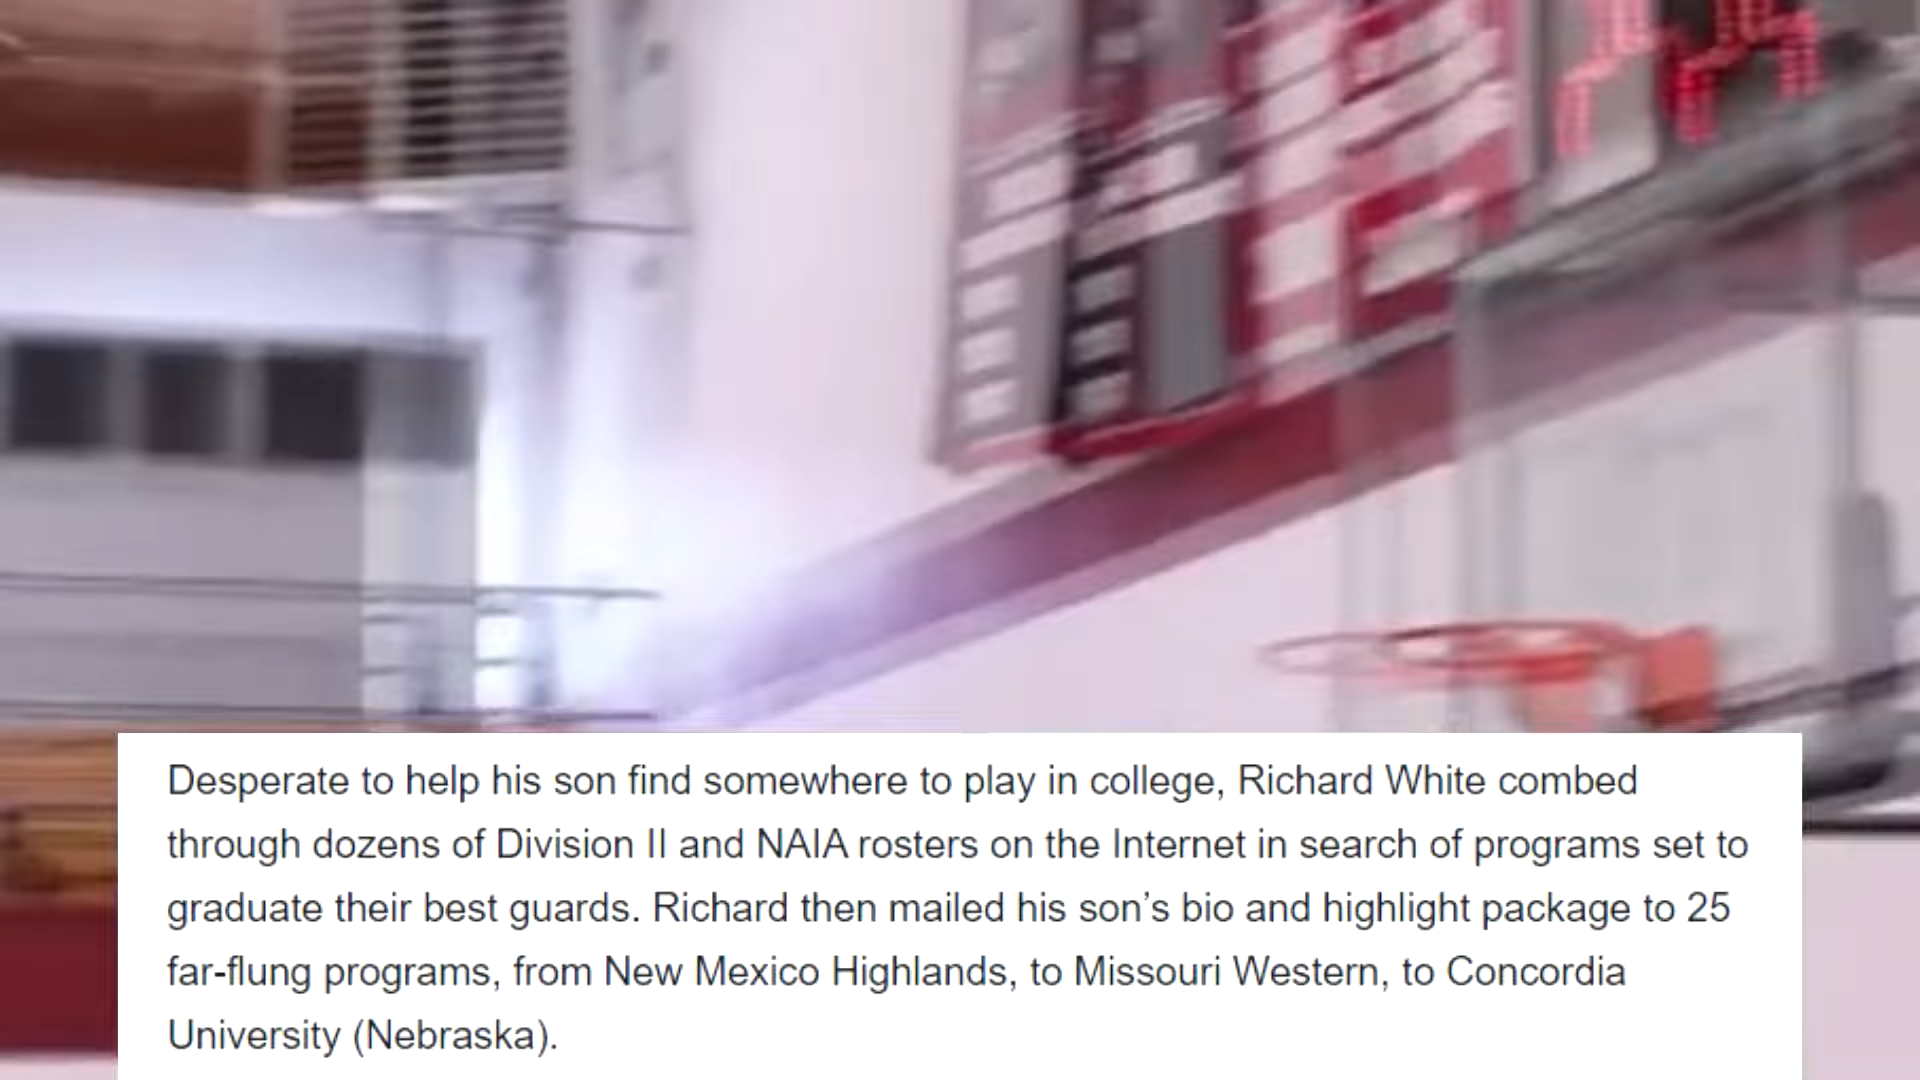 Desperate to help his son find somewhere to play in college, Richard White combed
through dozens of Division II and NAIA rosters on the Internet in search of programs set to
graduate their best guards. Richard then mailed his son’s bio and highlight package to 25
far-flung programs, from New Mexico Highlands, to Missouri Western, to Concordia
University (Nebraska).